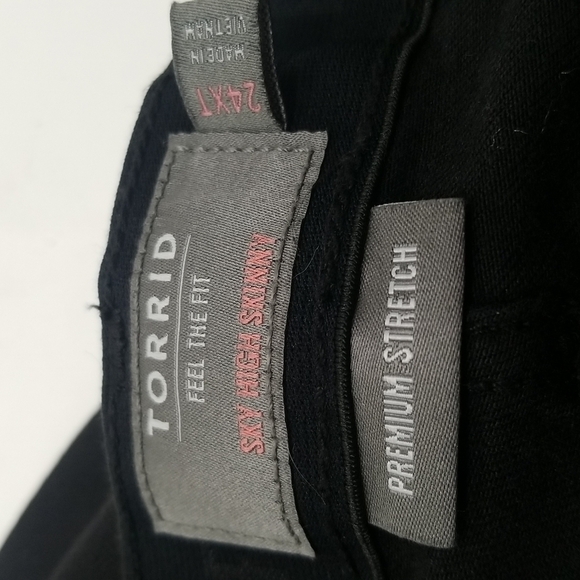 TORRID
FEEL THE FIT
SKY HIGH SKINNY
24XT
MADE IN
VIETNAM
PREMIUM STRETCH